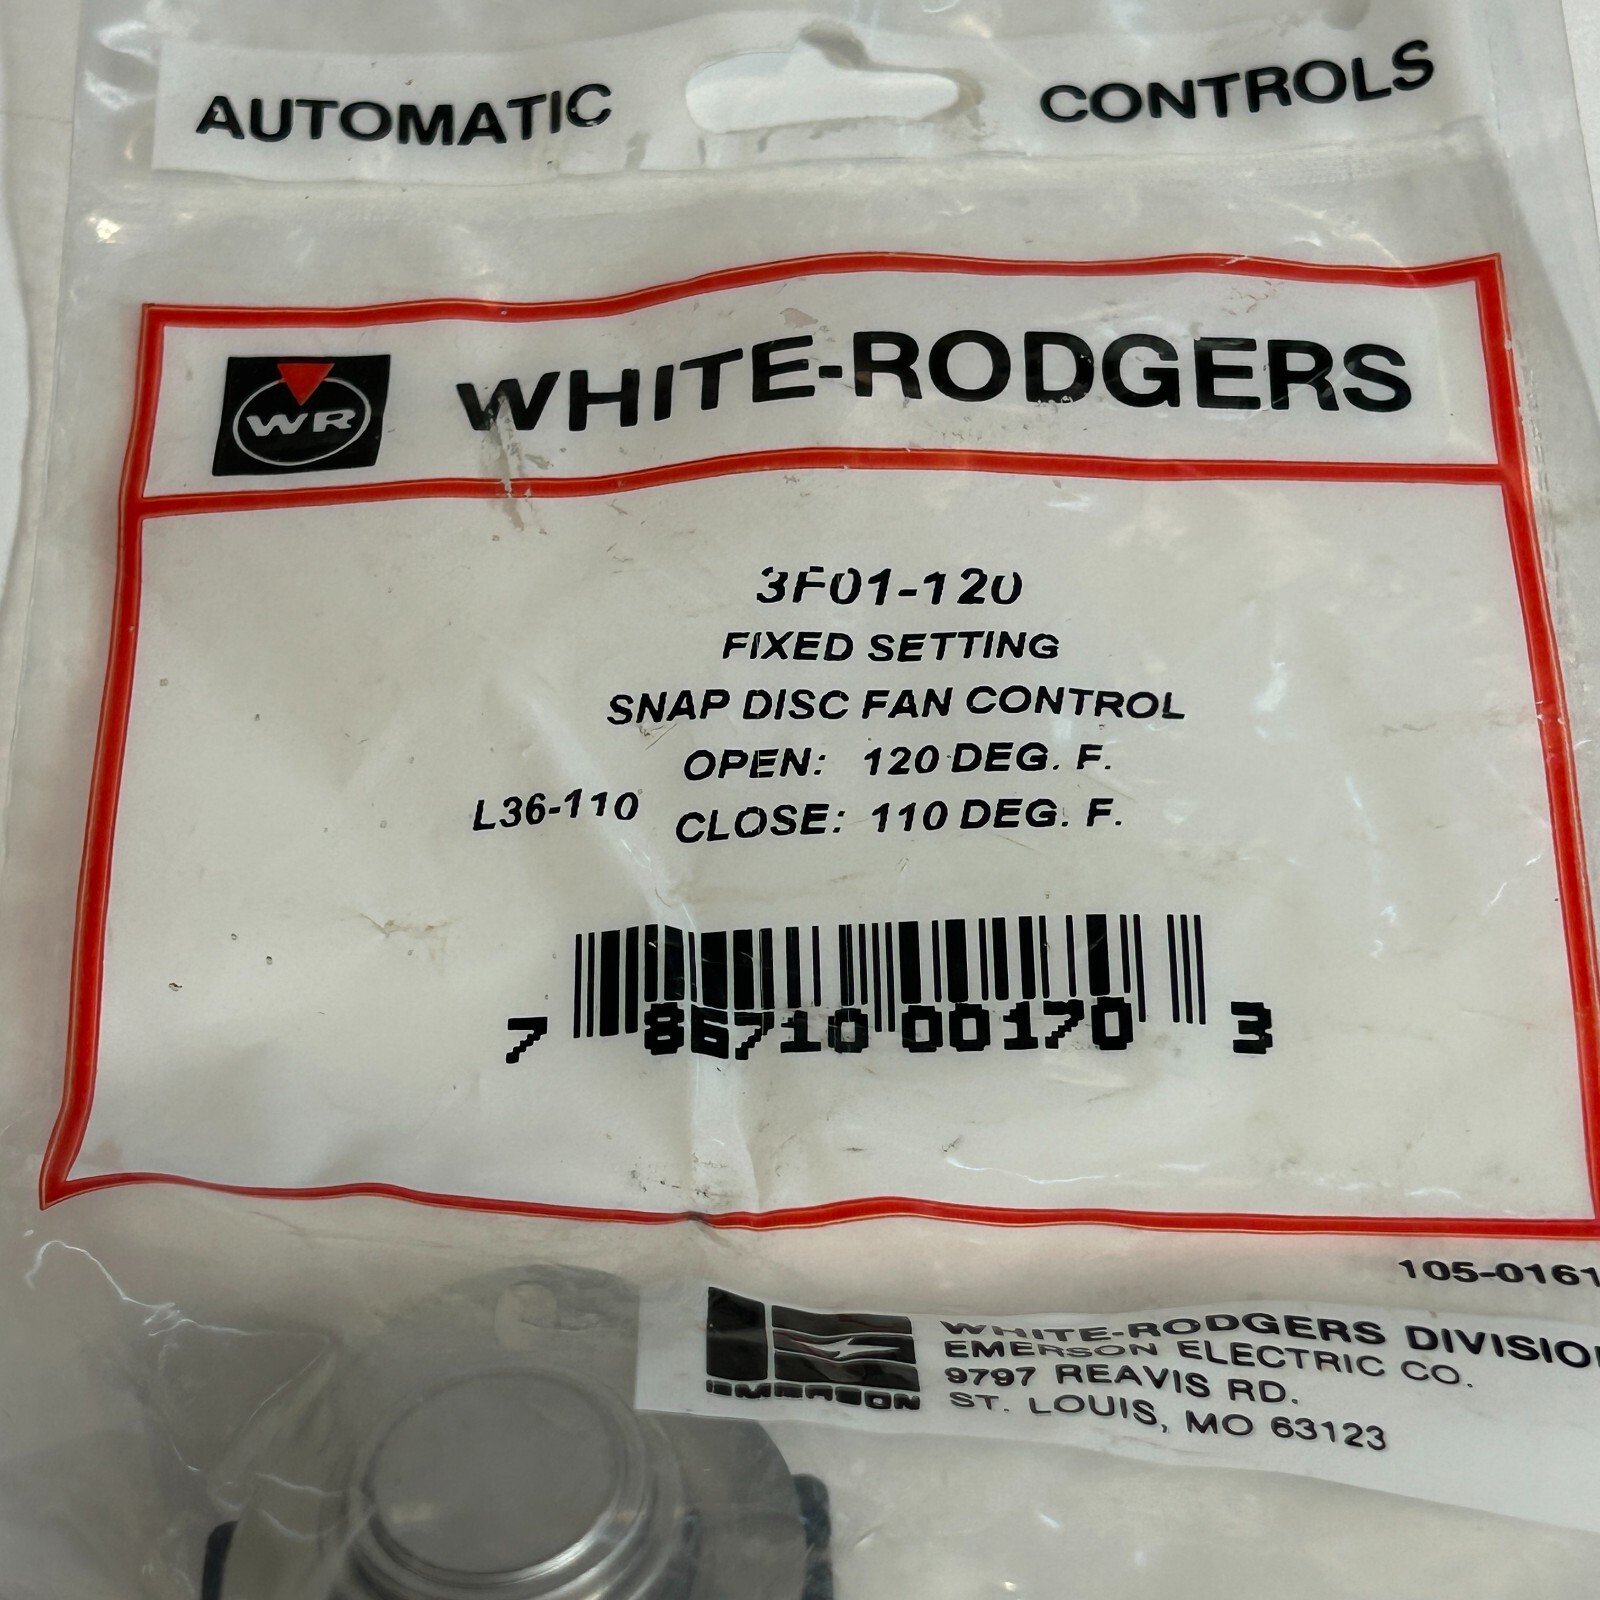 AUTOMATIC CONTROLS
WR WHITE-RODGERS
3F01-120
FIXED SETTING
SNAP DISC FAN CONTROL
OPEN: 120 DEG. F.
L36-110 CLOSE: 110 DEG. F.
7 86710 00170 3
105-0161
EMERSON
WHITE-RODGERS DIVISION
EMERSON ELECTRIC CO.
9797 REAVIS RD.
ST. LOUIS, MO 63123